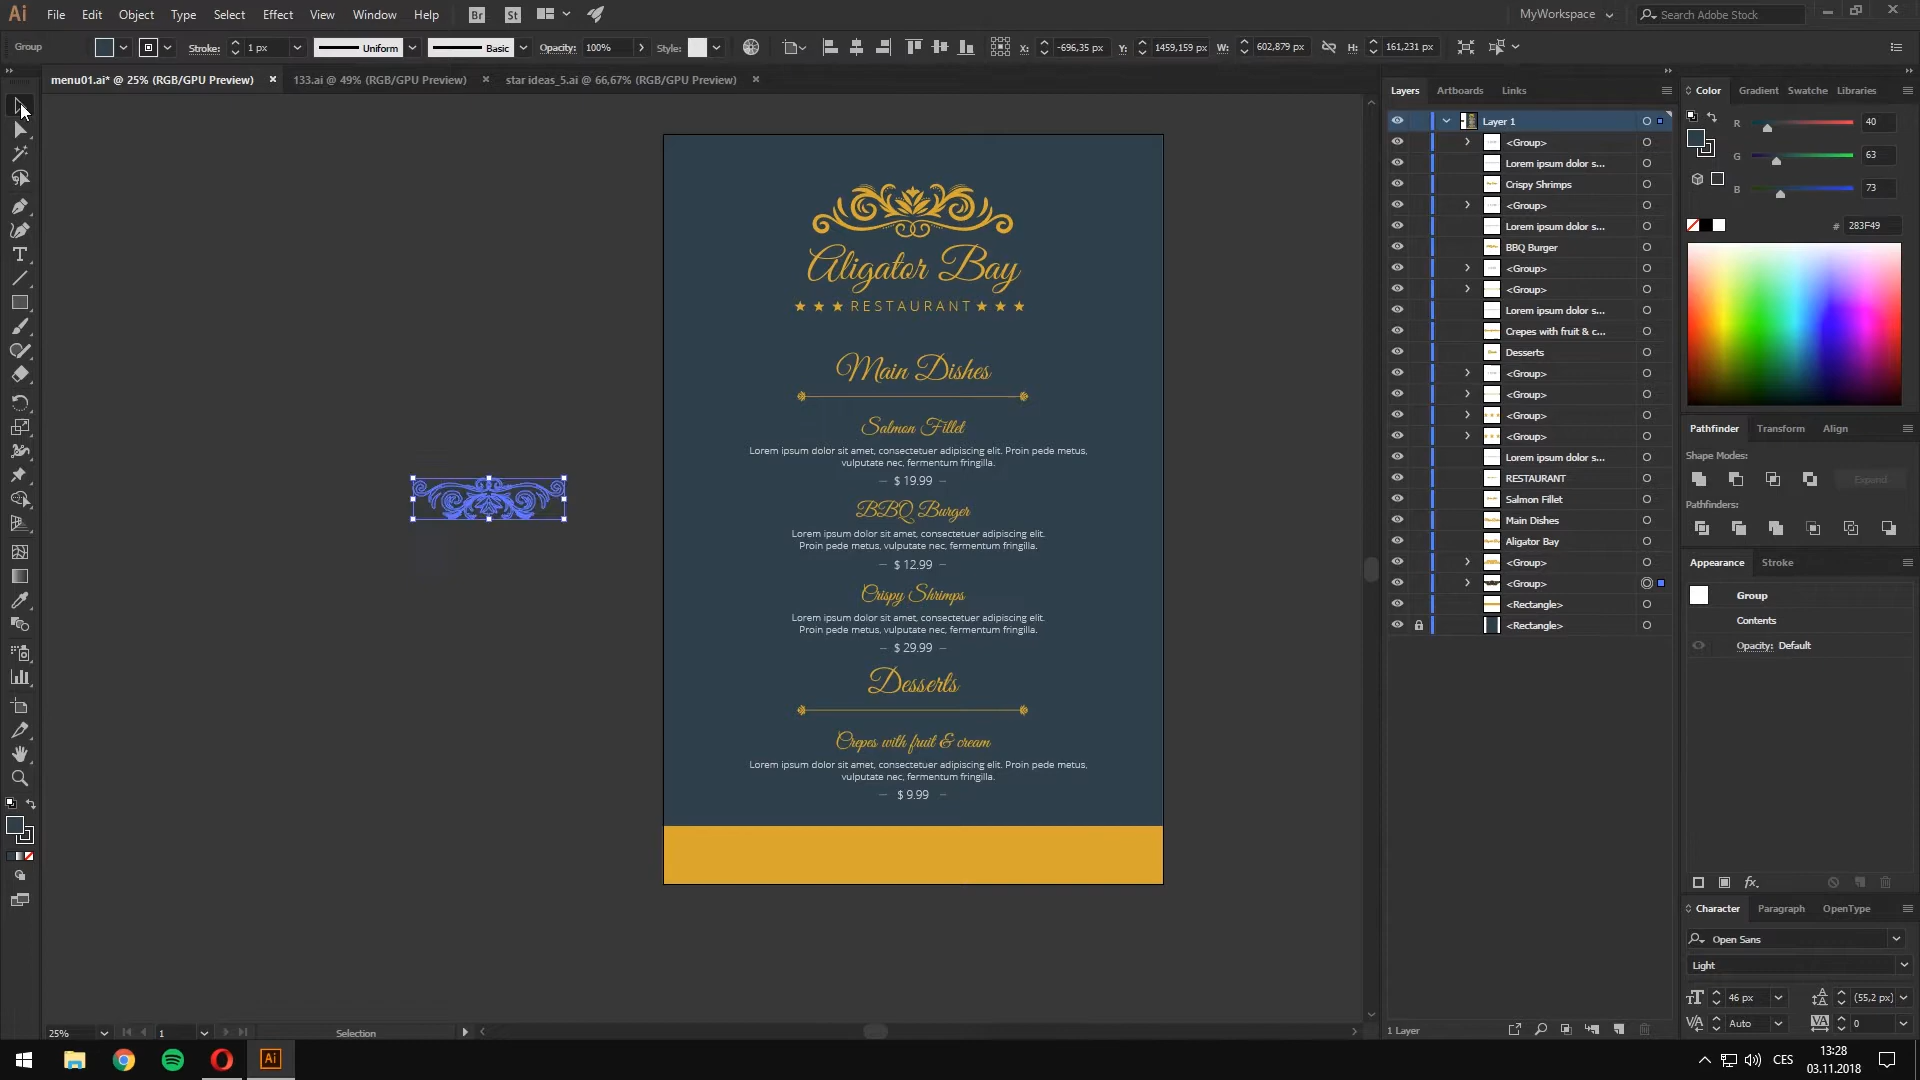 Ai File Edit Object Type Select Effect View Window Help Br St MyWorkspace Search Adobe Stock
Group Stroke: 1 px Uniform Basic Opacity: 100% Style: X: -696,35 px Y: 1459,159 px W: 602,879 px H: 161,231 px
menu01.ai* @ 25% (RGB/GPU Preview) × 133.ai @ 49% (RGB/GPU Preview) × star ideas_5.ai @ 66,67% (RGB/GPU Preview) ×
Aligator Bay
RESTAURANT
Main Dishes
Salmon Fillet
Lorem ipsum dolor sit amet, consectetuer adipiscing elit. Proin pede metus,
vulputate nec, fermentum fringilla.
— $ 19.99 —
BBQ Burger
Lorem ipsum dolor sit amet, consectetuer adipiscing elit.
Proin pede metus, vulputate nec, fermentum fringilla.
— $ 12.99 —
Crispy Shrimps
Lorem ipsum dolor sit amet, consectetuer adipiscing elit.
Proin pede metus, vulputate nec, fermentum fringilla.
— $ 29.99 —
Desserts
Crepes with fruit & cream
Lorem ipsum dolor sit amet, consectetuer adipiscing elit. Proin pede metus,
vulputate nec, fermentum fringilla.
— $ 9.99 —
Layers Artboards Links
Layer 1
<Group>
Lorem ipsum dolor s...
Crispy Shrimps
<Group>
Lorem ipsum dolor s...
BBQ Burger
<Group>
<Group>
Lorem ipsum dolor s...
Crepes with fruit & c...
Desserts
<Group>
<Group>
<Group>
<Group>
Lorem ipsum dolor s...
RESTAURANT
Salmon Fillet
Main Dishes
Aligator Bay
<Group>
<Group>
<Rectangle>
<Rectangle>
1 Layer
Color Gradient Swatche Libraries
R 40
G 63
B 73
# 283F49
Pathfinder Transform Align
Shape Modes:
Expand
Pathfinders:
Appearance Stroke
Group
Contents
Opacity: Default
fx.
Character Paragraph OpenType
Open Sans
Light
46 px (55,2 px)
Auto 0
25% 1 Selection
Ai CES 13:28
03.11.2018